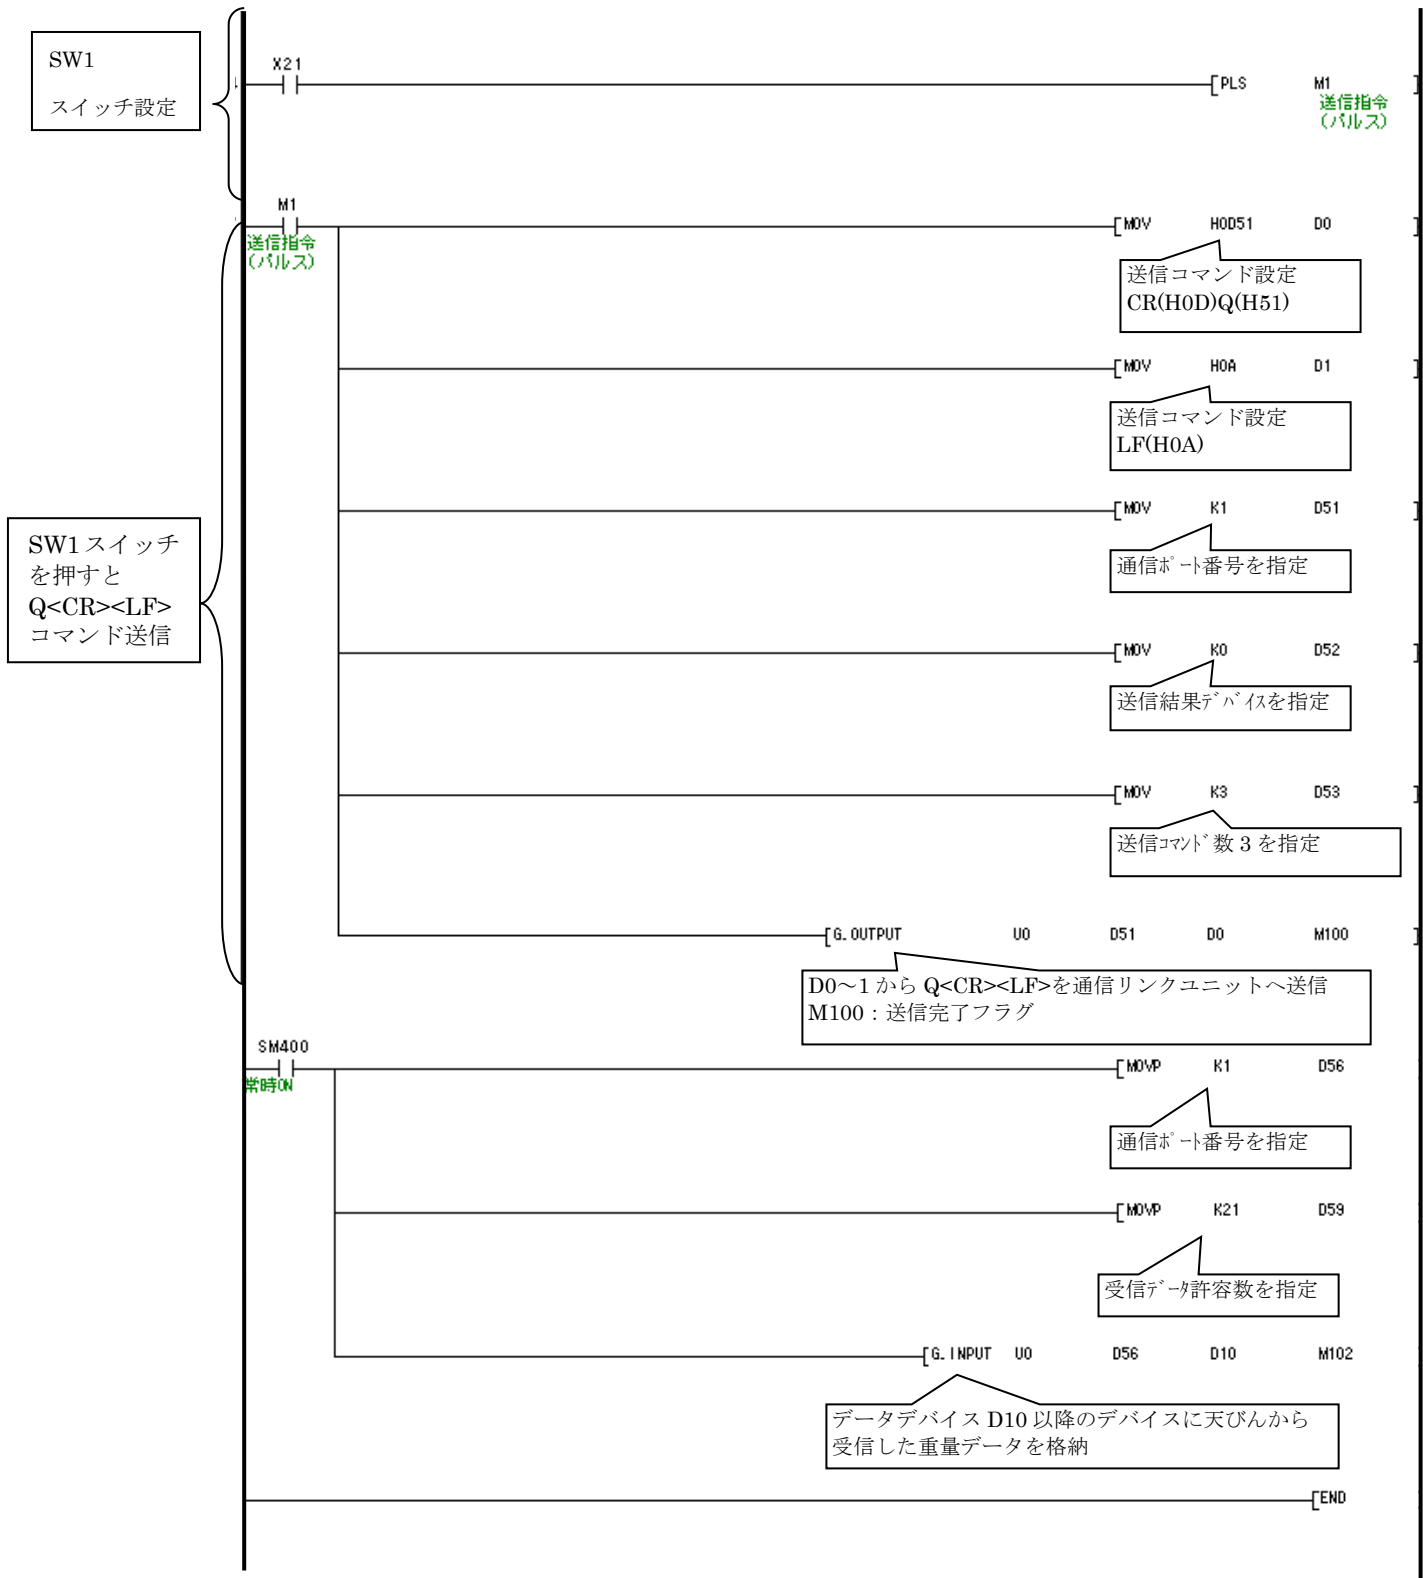 SW1
スイッチ設定
X21
[PLS M1 ]
送信指令
(パルス)
M1
送信指令
(パルス)
[MOV H0D51 D0 ]
送信コマンド設定
CR(H0D)Q(H51)
[MOV H0A D1 ]
送信コマンド設定
LF(H0A)
[MOV K1 D51 ]
通信ﾎﾟｰﾄ番号を指定
SW1スイッチ
を押すと
Q<CR><LF>
コマンド送信
[MOV K0 D52 ]
送信結果ﾃﾞﾊﾞｲｽを指定
[MOV K3 D53 ]
送信ｺﾏﾝﾄﾞ数 3 を指定
[G.OUTPUT U0 D51 D0 M100 ]
D0～1 から Q<CR><LF>を通信リンクユニットへ送信
M100：送信完了フラグ
SM400
常時ON
[MOVP K1 D56
通信ﾎﾟｰﾄ番号を指定
[MOVP K21 D59
受信ﾃﾞｰﾀ許容数を指定
[G.INPUT U0 D56 D10 M102
データデバイス D10 以降のデバイスに天びんから
受信した重量データを格納
[END